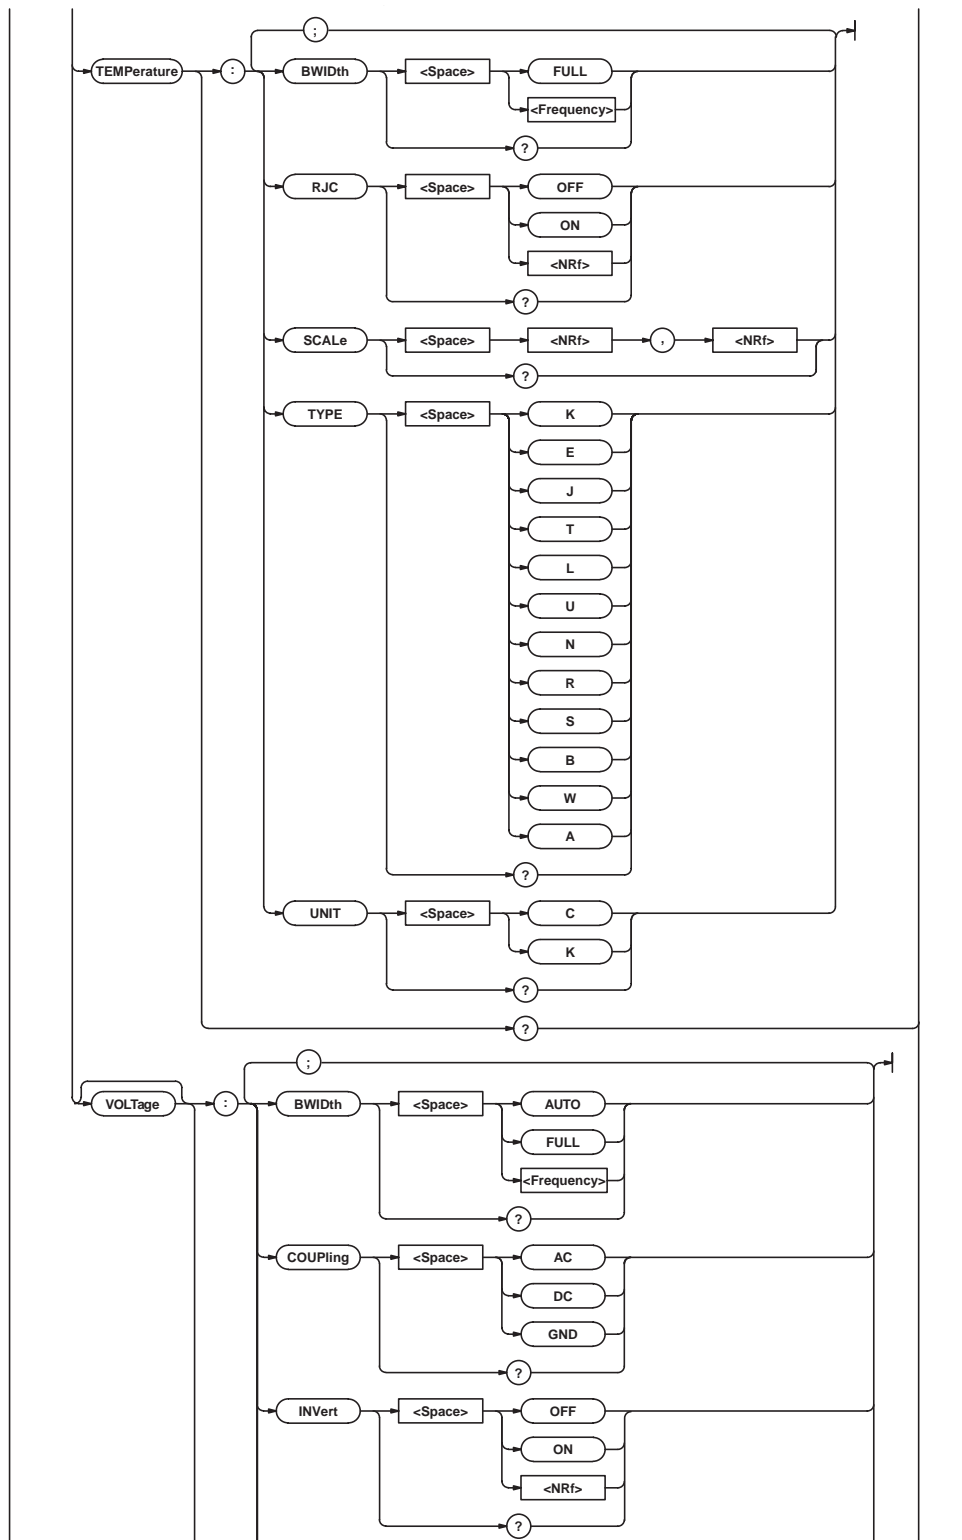 ;
TEMPerature : BWIDth <Space> FULL
<Frequency>
?
RJC <Space> OFF
ON
<NRf>
?
SCALe <Space> <NRf> , <NRf>
?
TYPE <Space> K
E
J
T
L
U
N
R
S
B
W
A
?
UNIT <Space> C
K
?
?
;
VOLTage : BWIDth <Space> AUTO
FULL
<Frequency>
?
COUPling <Space> AC
DC
GND
?
INVert <Space> OFF
ON
<NRf>
?